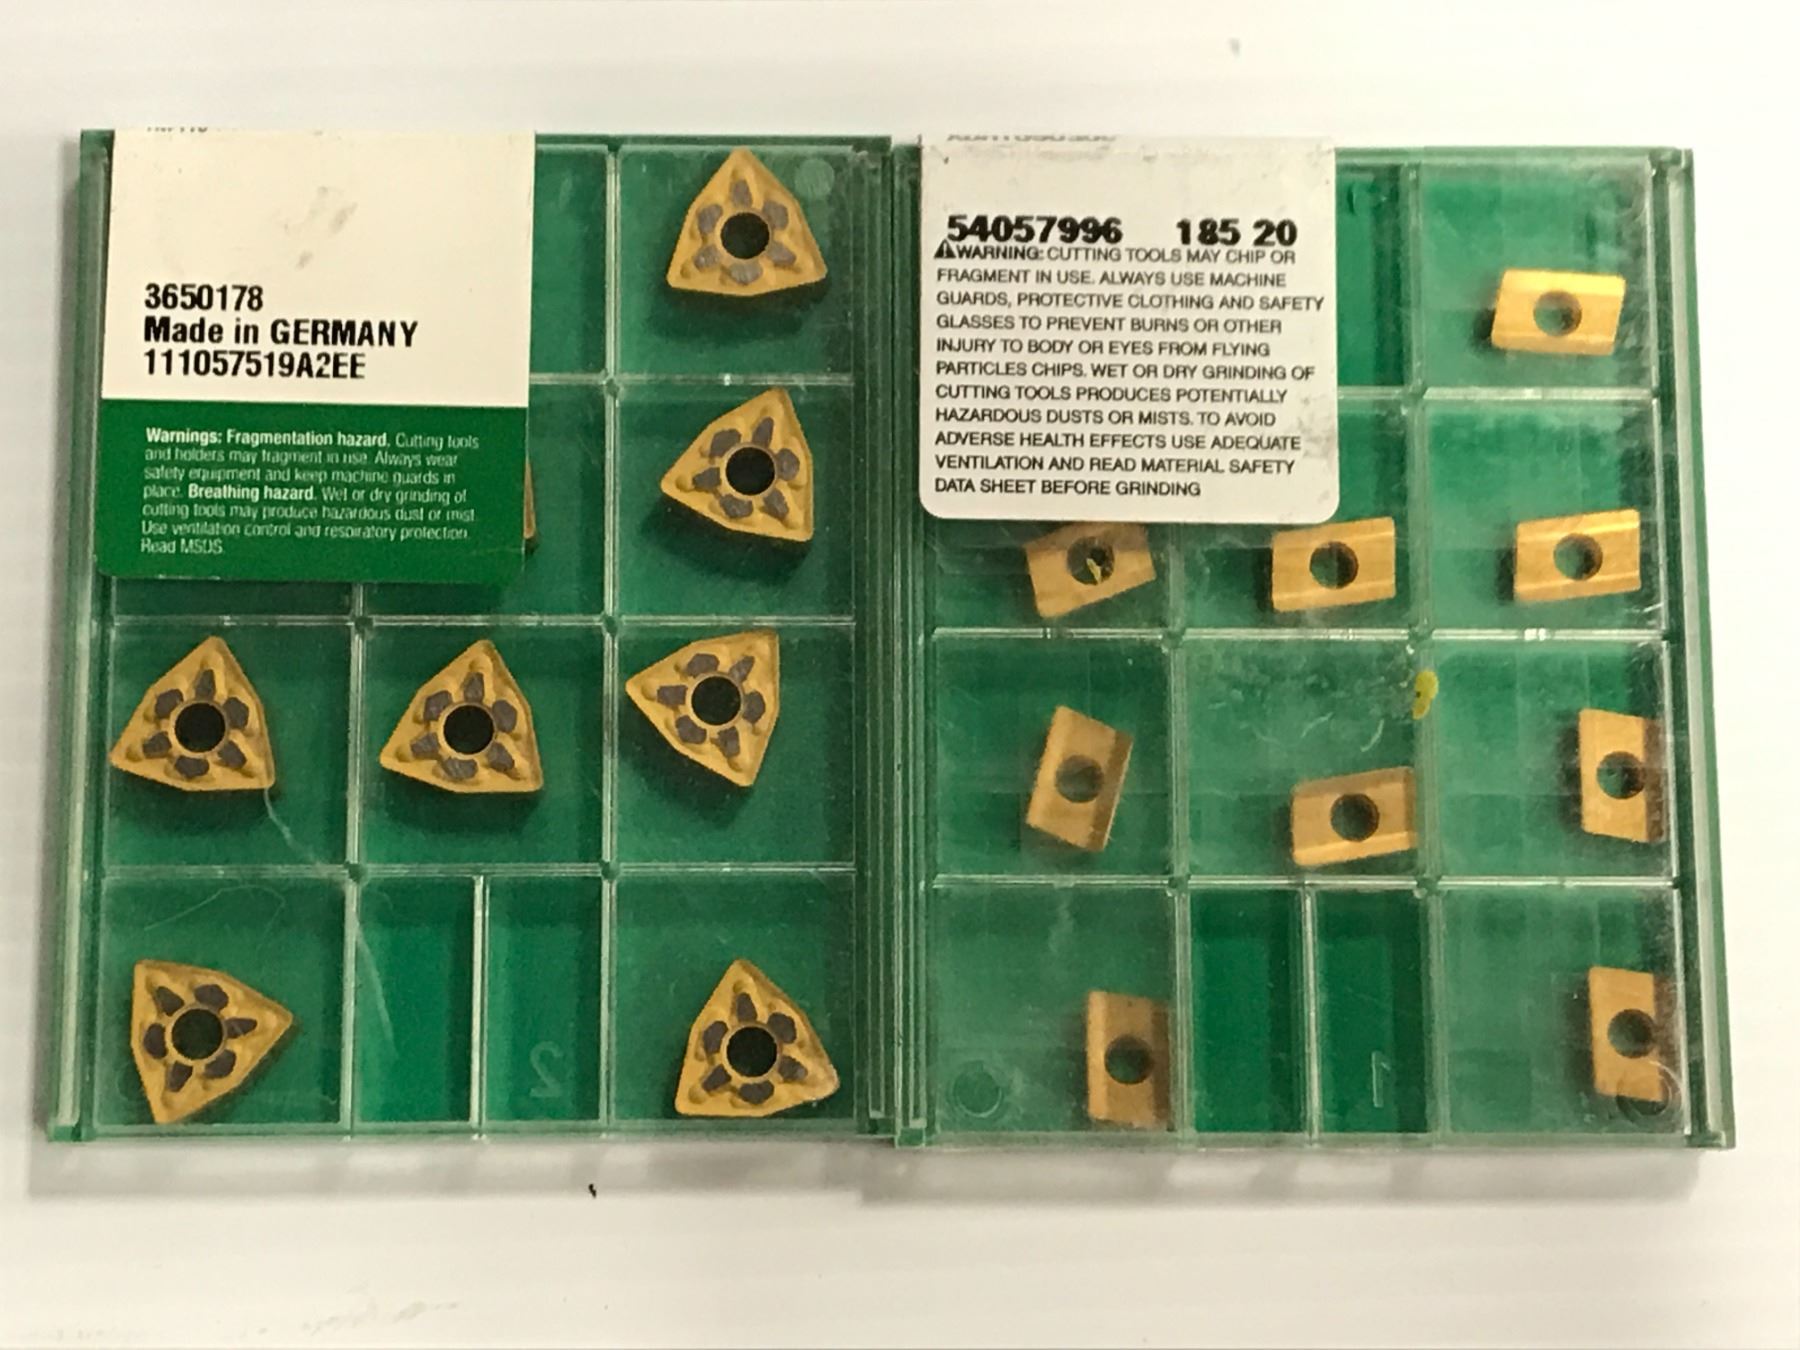 3650178
Made in GERMANY
111057519A2EE
Warnings: Fragmentation hazard. Cutting tools
and holders may fragment in use. Always wear
safety equipment and keep machine guards in
place. Breathing hazard. Wet or dry grinding of
cutting tools may produce hazardous dust or mist.
Use ventilation control and respiratory protection.
Read MSDS.
54057996 185 20
⚠WARNING: CUTTING TOOLS MAY CHIP OR
FRAGMENT IN USE. ALWAYS USE MACHINE
GUARDS, PROTECTIVE CLOTHING AND SAFETY
GLASSES TO PREVENT BURNS OR OTHER
INJURY TO BODY OR EYES FROM FLYING
PARTICLES CHIPS. WET OR DRY GRINDING OF
CUTTING TOOLS PRODUCES POTENTIALLY
HAZARDOUS DUSTS OR MISTS. TO AVOID
ADVERSE HEALTH EFFECTS USE ADEQUATE
VENTILATION AND READ MATERIAL SAFETY
DATA SHEET BEFORE GRINDING
2
1